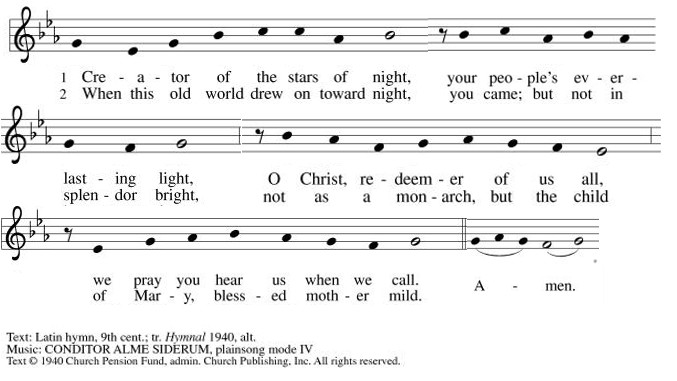 1 Cre - a - tor of the stars of night, your peo - ple's ev - er -
2 When this old world drew on toward night, you came; but not in
last - ing light, O Christ, re - deem - er of us all,
splen - dor bright, not as a mon - arch, but the child
we pray you hear us when we call. A - men.
of Mar - y, bless - ed moth - er mild.
Text: Latin hymn, 9th cent.; tr. Hymnal 1940, alt.
Music: CONDITOR ALME SIDERUM, plainsong mode IV
Text © 1940 Church Pension Fund, admin. Church Publishing, Inc. All rights reserved.